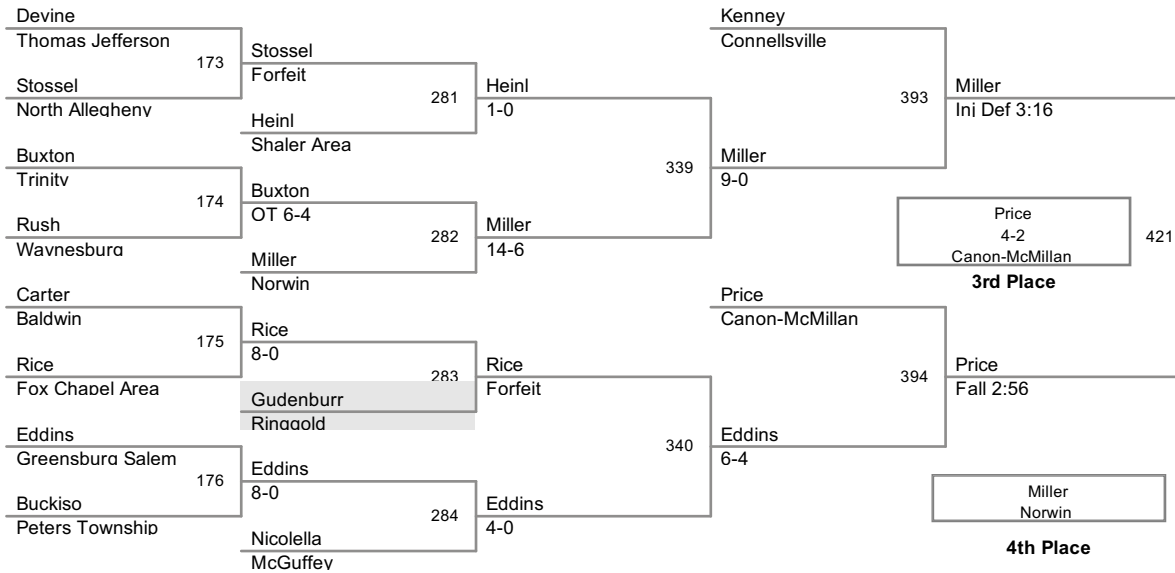 Devine
Thomas Jefferson
173
Stossel
North Allegheny
Buxton
Trinity
174
Rush
Waynesburg
Carter
Baldwin
175
Rice
Fox Chapel Area
Eddins
Greensburg Salem
176
Buckiso
Peters Township
Stossel
Forfeit
281
Heinl
Shaler Area
Buxton
OT 6-4
282
Miller
Norwin
Rice
8-0
283
Gudenburr
Ringgold
Eddins
8-0
284
Nicolella
McGuffey
Heinl
1-0
339
Miller
14-6
Rice
Forfeit
340
Eddins
4-0
Kenney
Connellsville
393
Miller
9-0
Price
Canon-McMillan
394
Eddins
6-4
Miller
Inj Def 3:16
Price
4-2
Canon-McMillan
421
3rd Place
Price
Fall 2:56
Miller
Norwin
4th Place